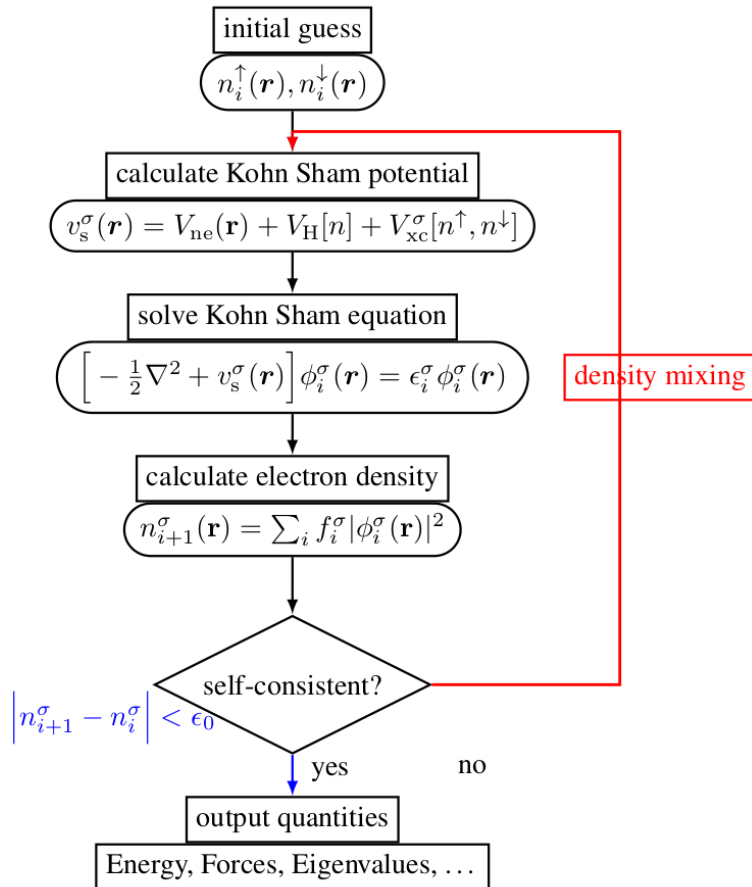 initial guess
n_i^↑(r), n_i^↓(r)
calculate Kohn Sham potential
v_s^σ(r) = V_ne(r) + V_H[n] + V_xc^σ[n^↑, n^↓]
solve Kohn Sham equation
[ - 1/2 ∇² + v_s^σ(r) ] φ_i^σ(r) = ϵ_i^σ φ_i^σ(r)
density mixing
calculate electron density
n_{i+1}^σ(r) = ∑_i f_i^σ |φ_i^σ(r)|²
self-consistent?
|n_{i+1}^σ - n_i^σ| < ϵ_0
yes no
output quantities
Energy, Forces, Eigenvalues, …